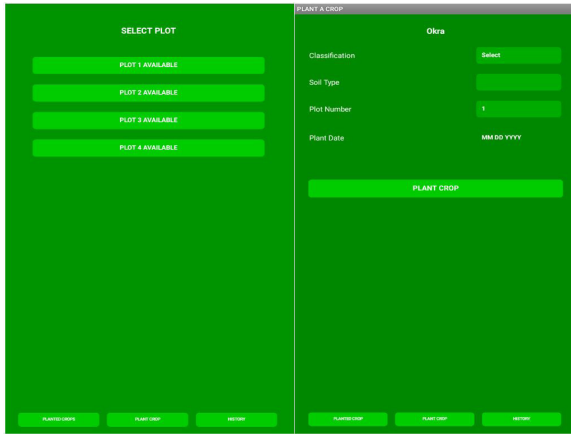 SELECT PLOT
PLOT 1 AVAILABLE
PLOT 2 AVAILABLE
PLOT 3 AVAILABLE
PLOT 4 AVAILABLE
PLANTED CROPS PLANT CROP HISTORY
PLANT A CROP
Okra
Classification Select
Soil Type
Plot Number 1
Plant Date MM DD YYYY
PLANT CROP
PLANTED CROP PLANT CROP HISTORY